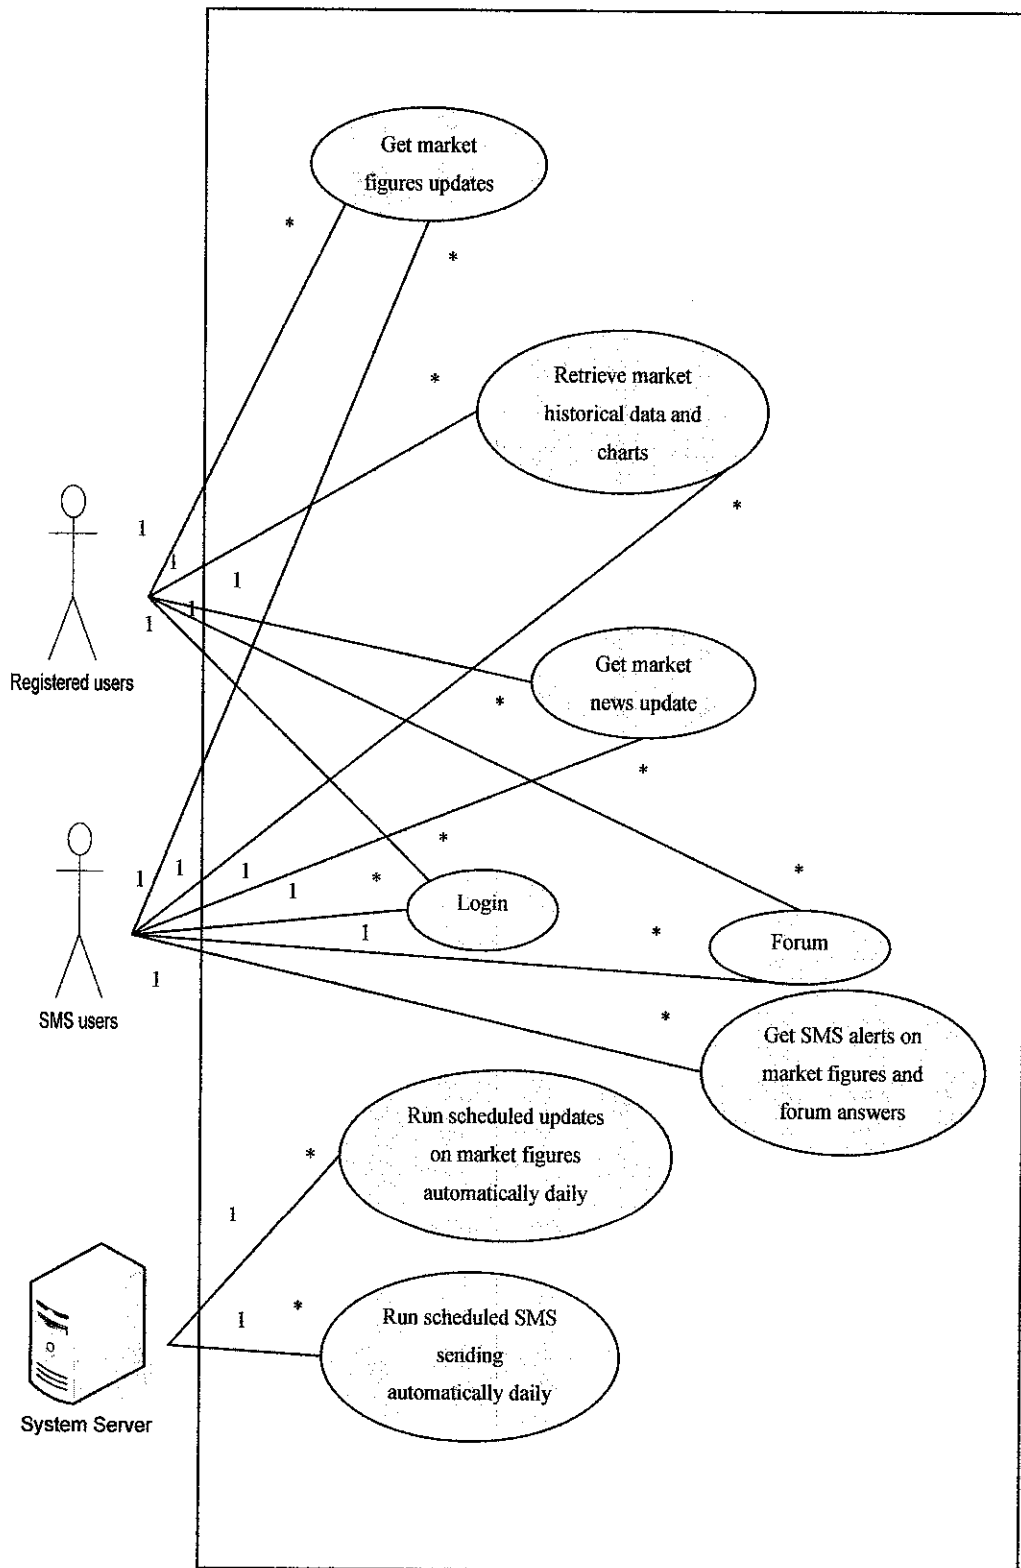 Get market
figures updates
*
*
Retrieve market
historical data and
charts
*
*
1
1
1
1
1
Registered users
Get market
news update
*
*
*
1
1
1
1
*
Login
1
*
*
Forum
SMS users
1
*
Get SMS alerts on
market figures and
forum answers
Run scheduled updates
on market figures
automatically daily
*
1
*
1
Run scheduled SMS
sending
automatically daily
System Server